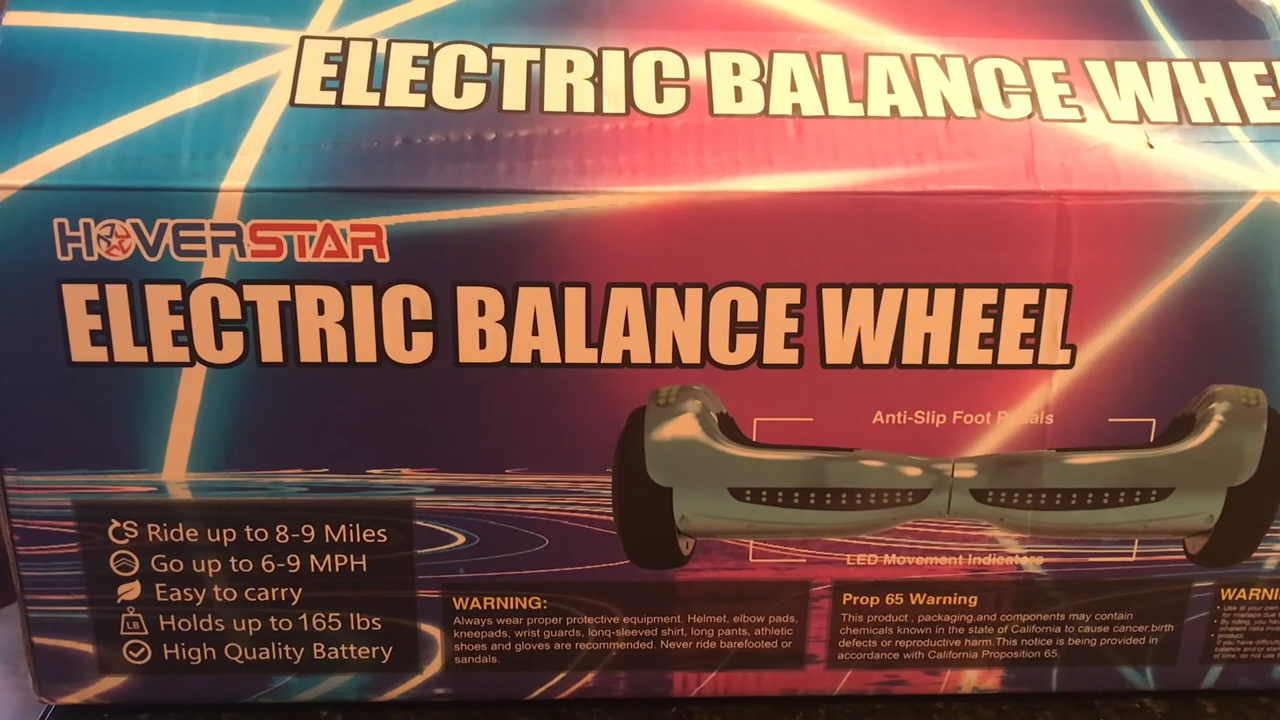 ELECTRIC BALANCE
HOVERSTAR
ELECTRIC BALANCE WHEEL
Anti-Slip Foot
LED Movement Indicators
Ride up to 8-9 Miles
Go up to 6-9 MPH
Easy to carry
LB
Holds up to 165 lbs
High Quality Battery
WARNING:
Always wear proper protective equipment. Helmet, elbow pads,
kneepads, wrist guards, long-sleeved shirt, long pants, athletic
shoes and gloves are recommended. Never ride barefooted or
sandals.
Prop 65 Warning
This product , packaging,and components may contain
chemicals known in the state of California to cause cancer,birth
defects or reproductive harm.This notice is being provided in
accordance with California Proposition 65.